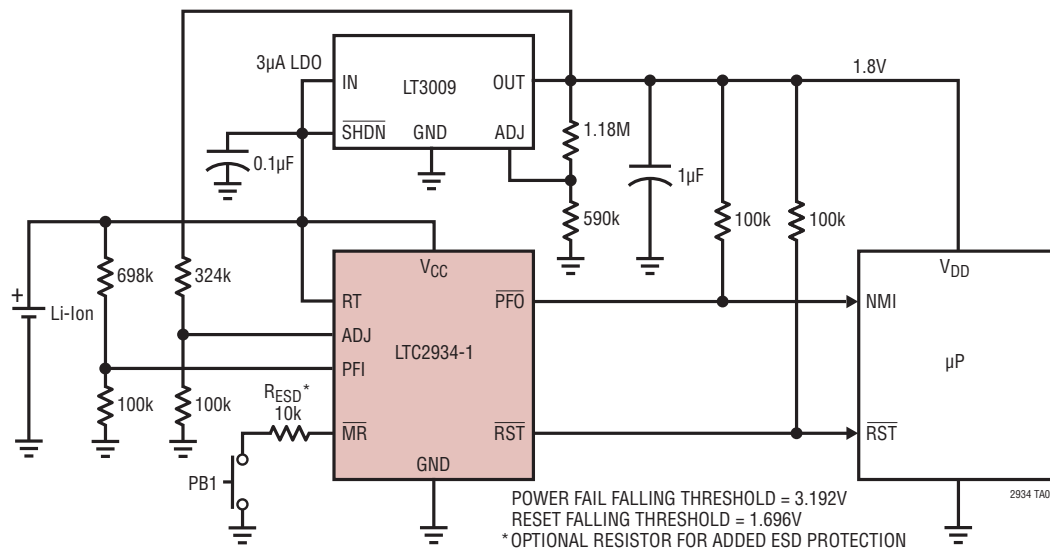 3µA LDO
IN
LT3009
OUT
1.8V
SHDN
GND
ADJ
1.18M
0.1µF
1µF
590k
100k
100k
698k
324k
VCC
VDD
+
Li-Ion
RT
PFO
NMI
ADJ
LTC2934-1
µP
PFI
100k
100k
RESD*
10k
MR
RST
RST
GND
PB1
2934 TA0
POWER FAIL FALLING THRESHOLD = 3.192V
RESET FALLING THRESHOLD = 1.696V
*OPTIONAL RESISTOR FOR ADDED ESD PROTECTION